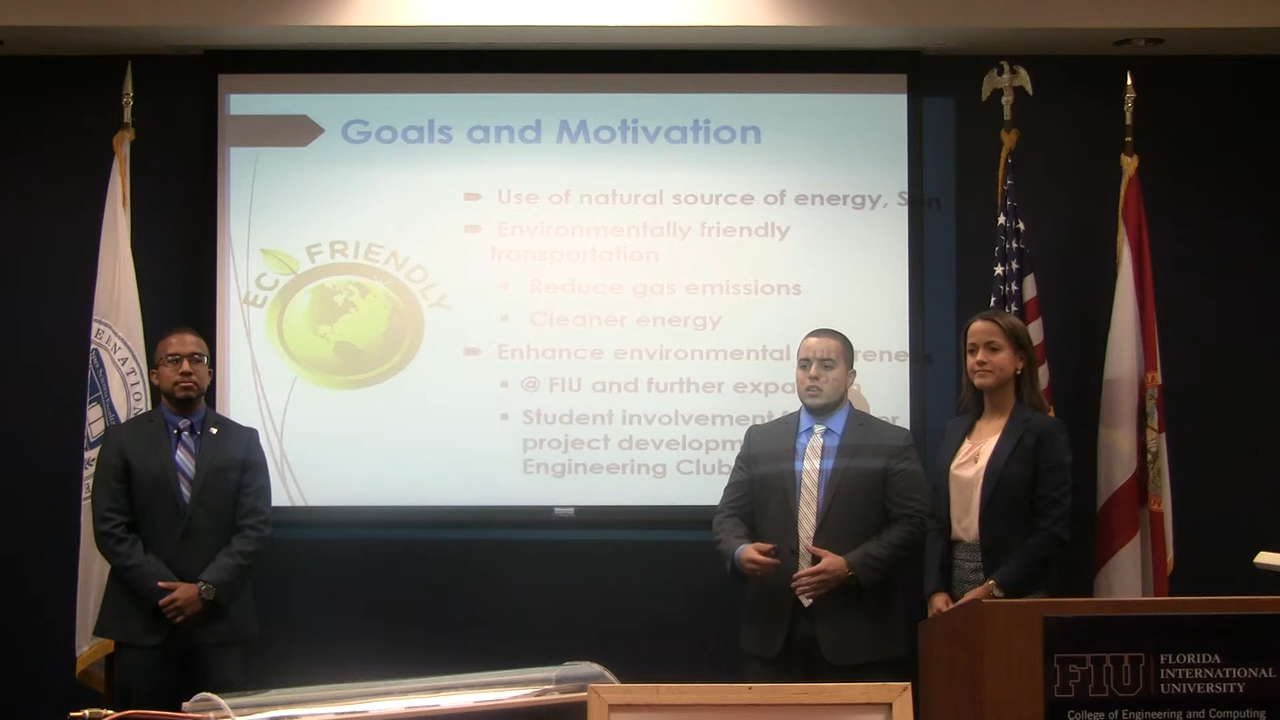 Goals and Motivation
Use of natural source of energy, Sun
Environmentally friendly
transportation
Reduce gas emissions
Cleaner energy
Enhance environmental
@ FIU and further
Student involvement
project
Engineering Club
ECO FRIENDLY
FIU
FLORIDA
INTERNATIONAL
UNIVERSITY
College of Engineering and Computing